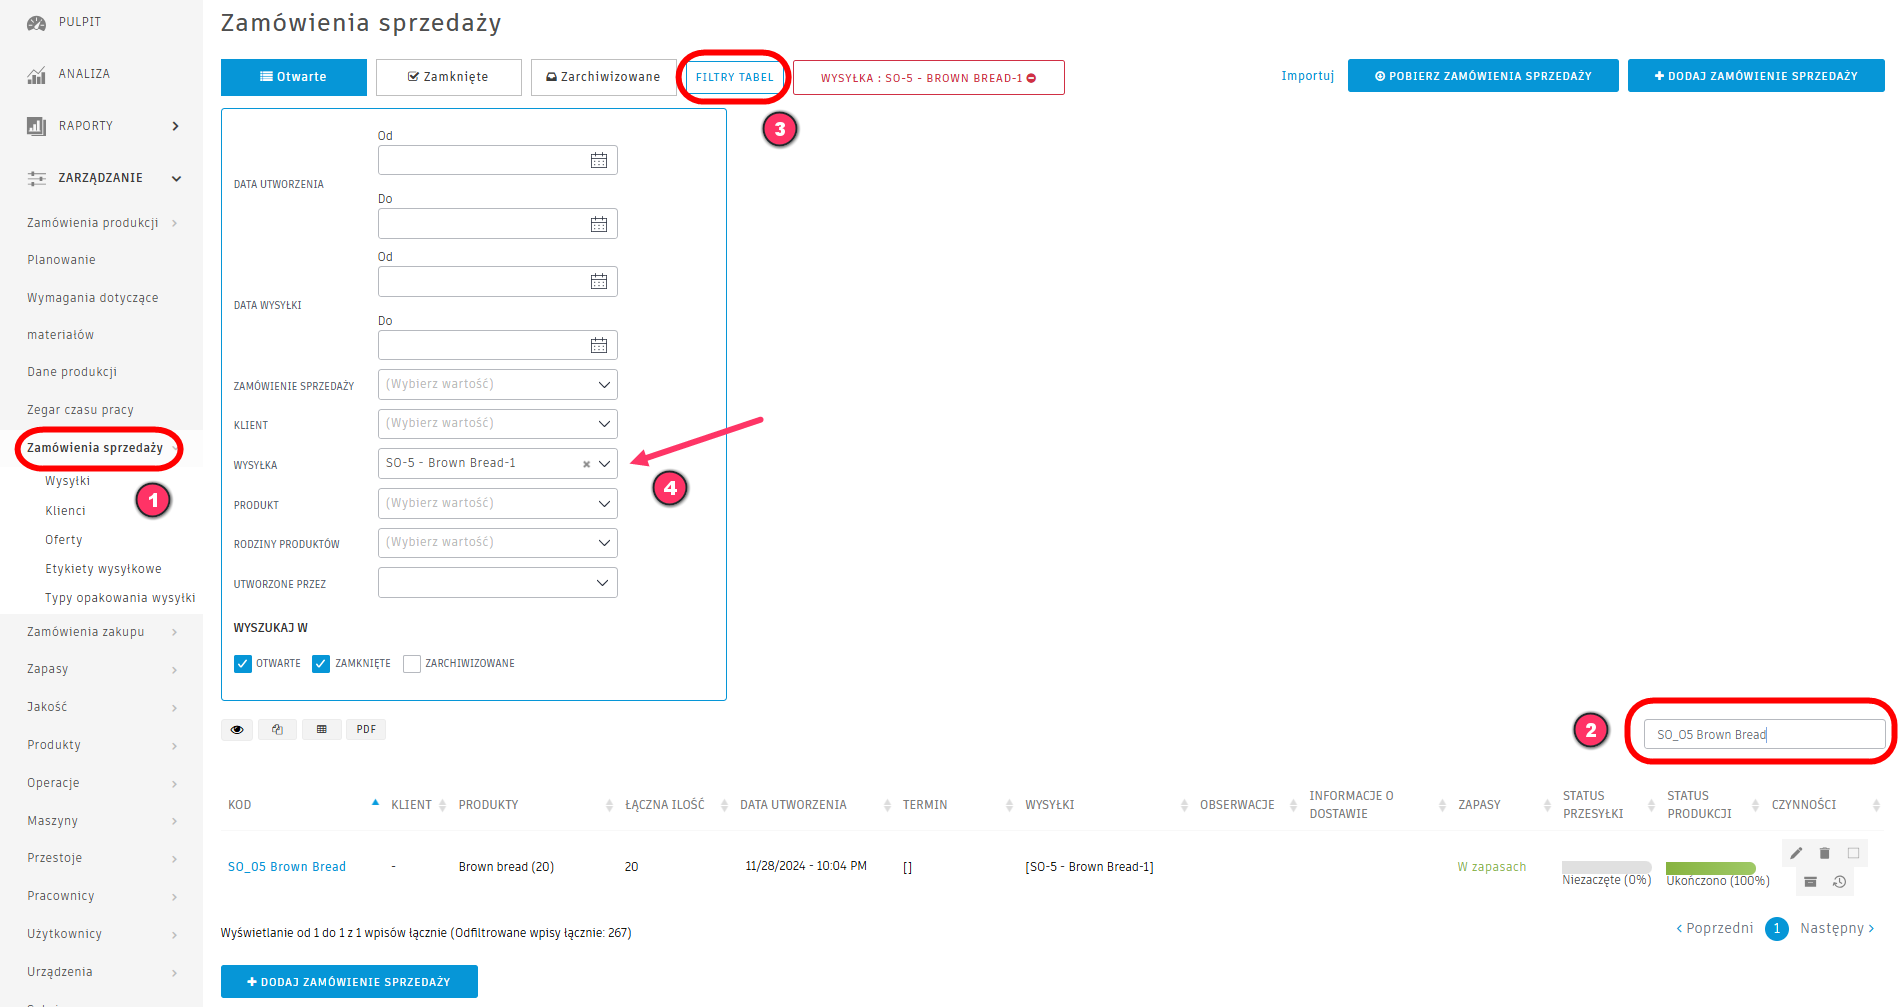 PULPIT
ANALIZA
RAPORTY
ZARZĄDZANIE
Zamówienia produkcji
Planowanie
Wymagania dotyczące
materiałów
Dane produkcji
Zegar czasu pracy
Zamówienia sprzedaży
Wysyłki
1
Klienci
Oferty
Etykiety wysyłkowe
Typy opakowania wysyłki
Zamówienia zakupu
Zapasy
Jakość
Produkty
Operacje
Maszyny
Przestoje
Pracownicy
Użytkownicy
Urządzenia
Zamówienia sprzedaży
Otwarte
Zamknięte
Zarchiwizowane
FILTRY TABEL
WYSYŁKA : SO-5 - BROWN BREAD-1
Importuj
POBIERZ ZAMÓWIENIA SPRZEDAŻY
DODAJ ZAMÓWIENIE SPRZEDAŻY
3
Od
DATA UTWORZENIA
Do
Od
DATA WYSYŁKI
Do
ZAMÓWIENIE SPRZEDAŻY (Wybierz wartość)
KLIENT (Wybierz wartość)
WYSYŁKA SO-5 - Brown Bread-1
4
PRODUKT (Wybierz wartość)
RODZINY PRODUKTÓW (Wybierz wartość)
UTWORZONE PRZEZ
WYSZUKAJ W
OTWARTE ZAMKNIĘTE ZARCHIWIZOWANE
PDF
2
SO_05 Brown Bread
KOD KLIENT PRODUKTY ŁĄCZNA ILOŚĆ DATA UTWORZENIA TERMIN WYSYŁKI OBSERWACJE INFORMACJE O DOSTAWIE ZAPASY STATUS PRZESYŁKI STATUS PRODUKCJI CZYNNOŚCI
SO_05 Brown Bread - Brown bread (20) 20 11/28/2024 - 10:04 PM [] [SO-5 - Brown Bread-1] W zapasach Niezaczęte (0%) Ukończono (100%)
Wyświetlanie od 1 do 1 z 1 wpisów łącznie (Odfiltrowane wpisy łącznie: 267)
Poprzedni 1 Następny
DODAJ ZAMÓWIENIE SPRZEDAŻY